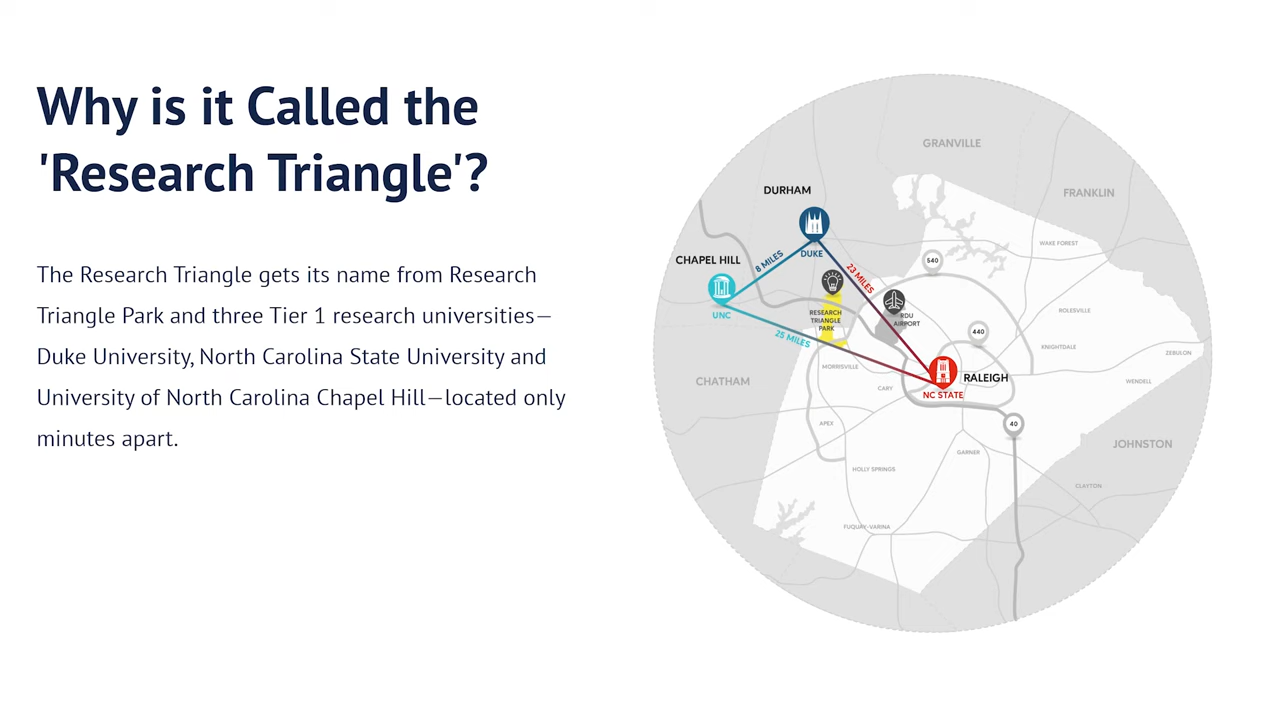 Why is it Called the
'Research Triangle'?
The Research Triangle gets its name from Research
Triangle Park and three Tier 1 research universities—
Duke University, North Carolina State University and
University of North Carolina Chapel Hill—located only
minutes apart.
GRANVILLE
FRANKLIN
DURHAM
WAKE FOREST
DUKE
CHAPEL HILL
8 MILES
540
23 MILES
UNC
RESEARCH
TRIANGLE
PARK
RDU
AIRPORT
ROLESVILLE
440
25 MILES
KNIGHTDALE
ZEBULON
MORRISVILLE
CHATHAM
CARY
RALEIGH
WENDELL
NC STATE
APEX
40
JOHNSTON
GARNER
HOLLY SPRINGS
CLAYTON
FUQUAY-VARINA